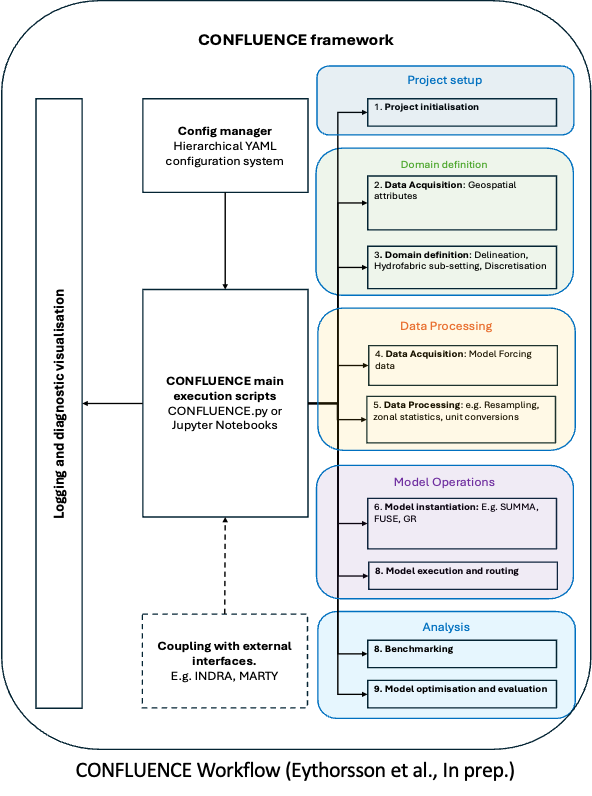 CONFLUENCE framework
Logging and diagnostic visualisation
Config manager
Hierarchical YAML
configuration system
CONFLUENCE main
execution scripts
CONFLUENCE.py or
Jupyter Notebooks
Coupling with external
interfaces.
E.g. INDRA, MARTY
Project setup
1. Project initialisation
Domain definition
2. Data Acquisition: Geospatial
attributes
3. Domain definition: Delineation,
Hydrofabric sub-setting, Discretisation
Data Processing
4. Data Acquisition: Model Forcing
data
5. Data Processing: e.g. Resampling,
zonal statistics, unit conversions
Model Operations
6. Model instantiation: E.g. SUMMA,
FUSE, GR
8. Model execution and routing
Analysis
8. Benchmarking
9. Model optimisation and evaluation
CONFLUENCE Workflow (Eythorsson et al., In prep.)